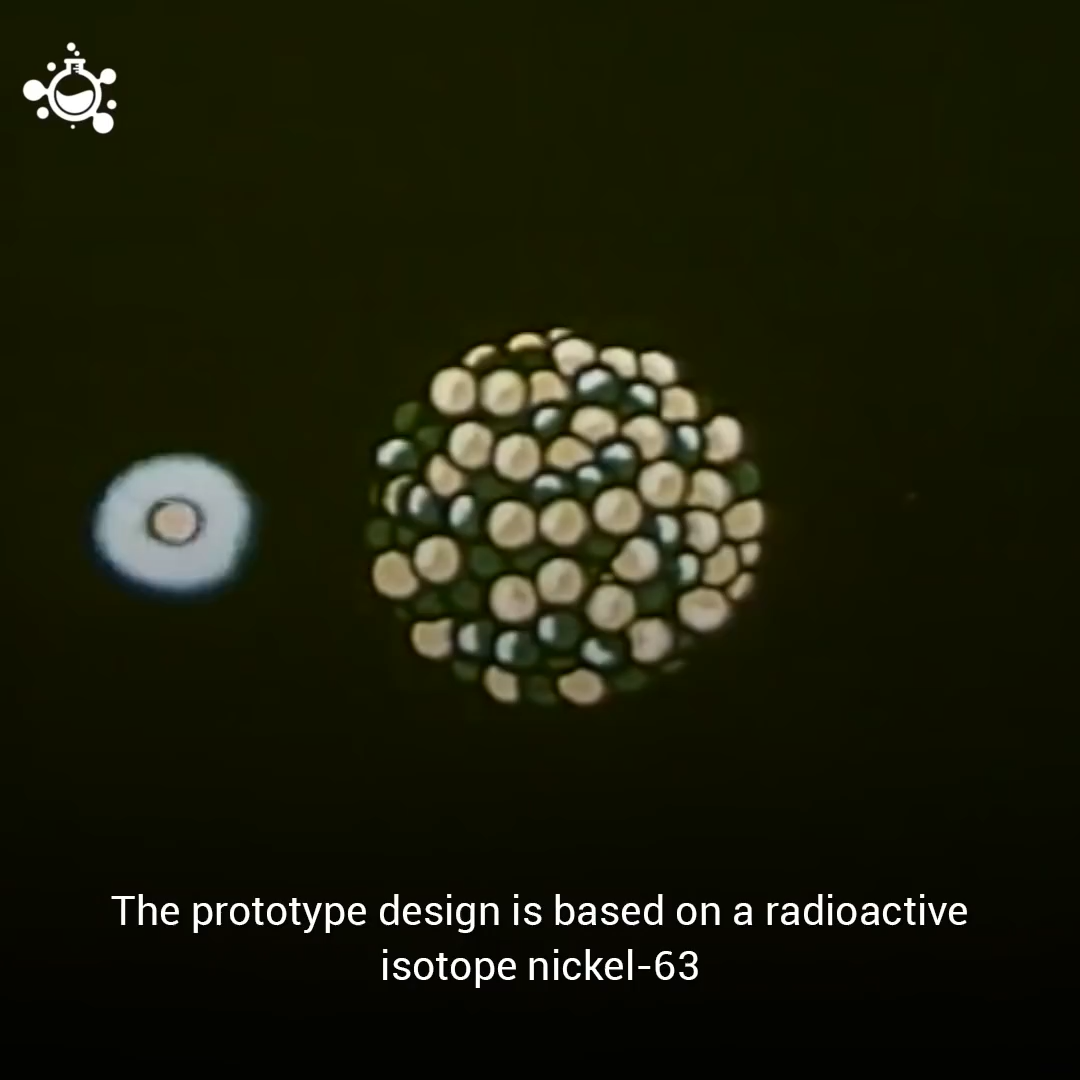 The prototype design is based on a radioactive
isotope nickel-63